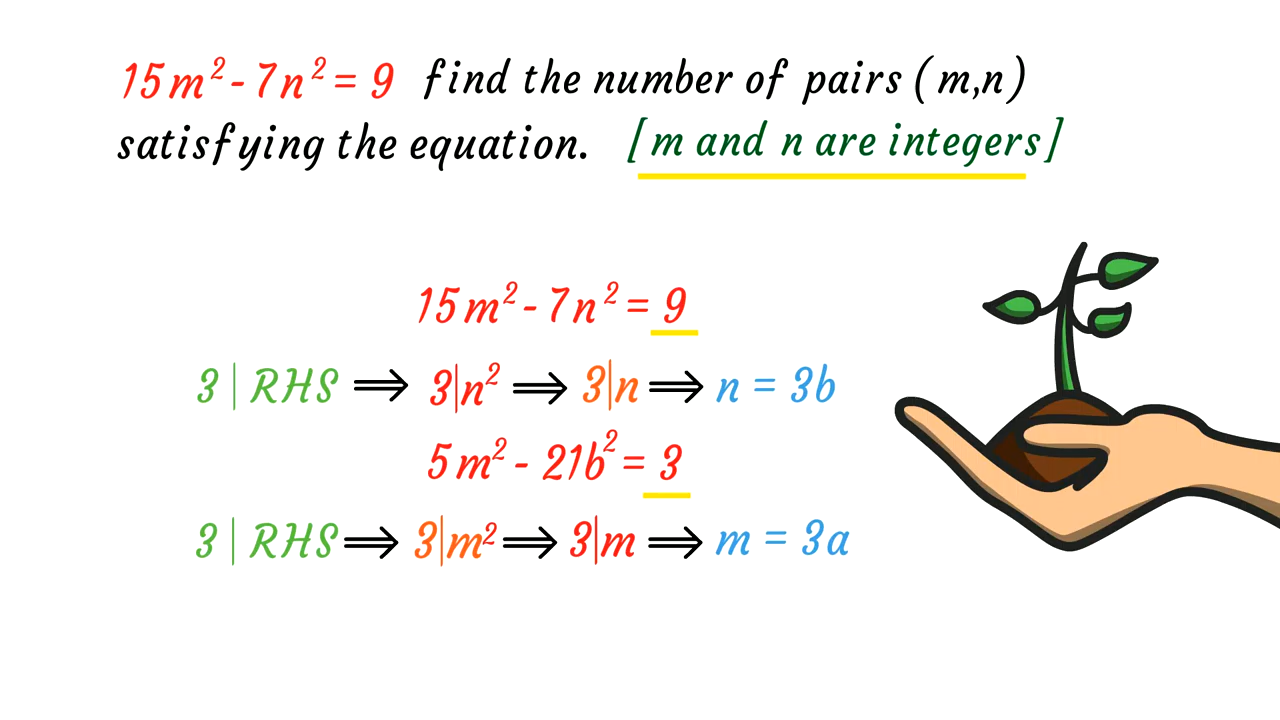 15m² - 7n² = 9 find the number of pairs (m,n)
satisfying the equation. [m and n are integers]
15m² - 7n² = 9
3 | RHS ⟹ 3|n² ⟹ 3|n ⟹ n = 3b
5m² - 21b² = 3
3 | RHS ⟹ 3|m² ⟹ 3|m ⟹ m = 3a